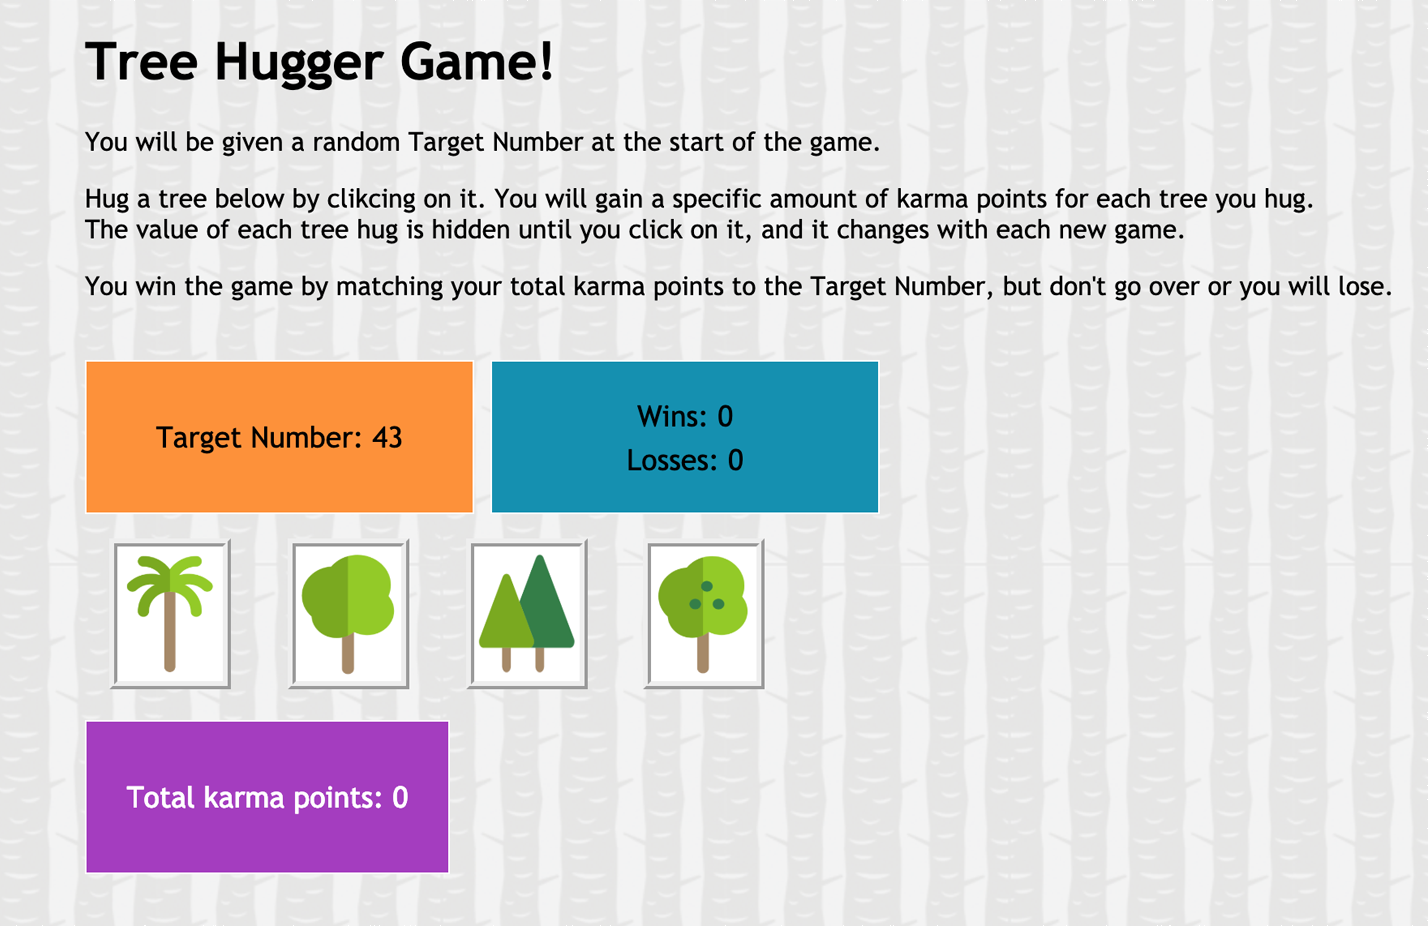 Tree Hugger Game!
You will be given a random Target Number at the start of the game.
Hug a tree below by clikcing on it. You will gain a specific amount of karma points for each tree you hug.
The value of each tree hug is hidden until you click on it, and it changes with each new game.
You win the game by matching your total karma points to the Target Number, but don't go over or you will lose.
Target Number: 43
Wins: 0
Losses: 0
Total karma points: 0